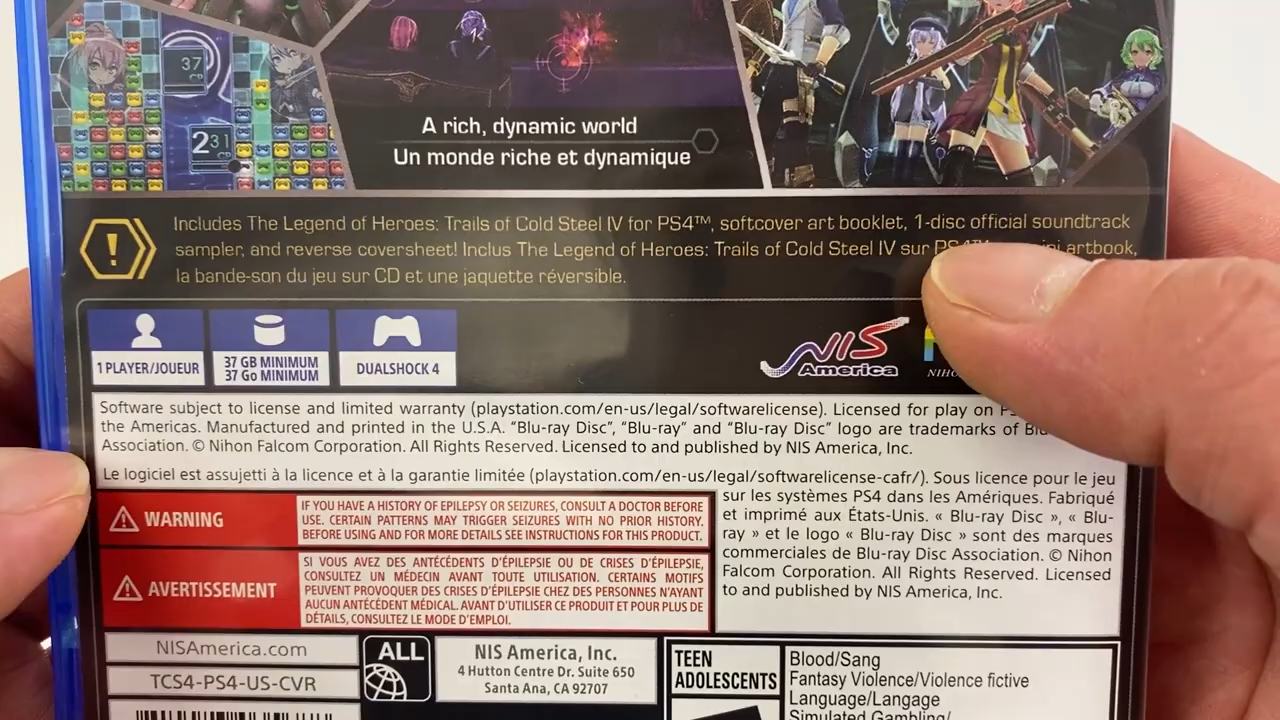 37
CP
231
CP
A rich, dynamic world
Un monde riche et dynamique
Includes The Legend of Heroes: Trails of Cold Steel IV for PS4™, softcover art booklet, 1-disc official soundtrack
sampler, and reverse coversheet! Inclus The Legend of Heroes: Trails of Cold Steel IV sur PS4™ artbook,
la bande-son du jeu sur CD et une jaquette réversible.
1 PLAYER/JOUEUR
37 GB MINIMUM
37 Go MINIMUM
DUALSHOCK 4
NIS
America
Software subject to license and limited warranty (playstation.com/en-us/legal/softwarelicense). Licensed for play on
the Americas. Manufactured and printed in the U.S.A. “Blu-ray Disc”, “Blu-ray” and “Blu-ray Disc” logo are trademarks of
Association. © Nihon Falcom Corporation. All Rights Reserved. Licensed to and published by NIS America, Inc.
Le logiciel est assujetti à la licence et à la garantie limitée (playstation.com/en-us/legal/softwarelicense-cafr/). Sous licence pour le jeu
sur les systèmes PS4 dans les Amériques. Fabriqué
et imprimé aux États-Unis. « Blu-ray Disc », « Blu-
ray » et le logo « Blu-ray Disc » sont des marques
commerciales de Blu-ray Disc Association. © Nihon
Falcom Corporation. All Rights Reserved. Licensed
to and published by NIS America, Inc.
WARNING
IF YOU HAVE A HISTORY OF EPILEPSY OR SEIZURES, CONSULT A DOCTOR BEFORE
USE. CERTAIN PATTERNS MAY TRIGGER SEIZURES WITH NO PRIOR HISTORY.
BEFORE USING AND FOR MORE DETAILS SEE INSTRUCTIONS FOR THIS PRODUCT.
AVERTISSEMENT
SI VOUS AVEZ DES ANTÉCÉDENTS D'ÉPILEPSIE OU DE CRISES D'ÉPILEPSIE,
CONSULTEZ UN MÉDECIN AVANT TOUTE UTILISATION. CERTAINS MOTIFS
PEUVENT PROVOQUER DES CRISES D'ÉPILEPSIE CHEZ DES PERSONNES N'AYANT
AUCUN ANTÉCÉDENT MÉDICAL. AVANT D'UTILISER CE PRODUIT ET POUR PLUS DE
DÉTAILS, CONSULTEZ LE MODE D'EMPLOI.
NISAmerica.com
TCS4-PS4-US-CVR
ALL
NIS America, Inc.
4 Hutton Centre Dr. Suite 650
Santa Ana, CA 92707
TEEN
ADOLESCENTS
Blood/Sang
Fantasy Violence/Violence fictive
Language/Langage
Simulated Gambling/